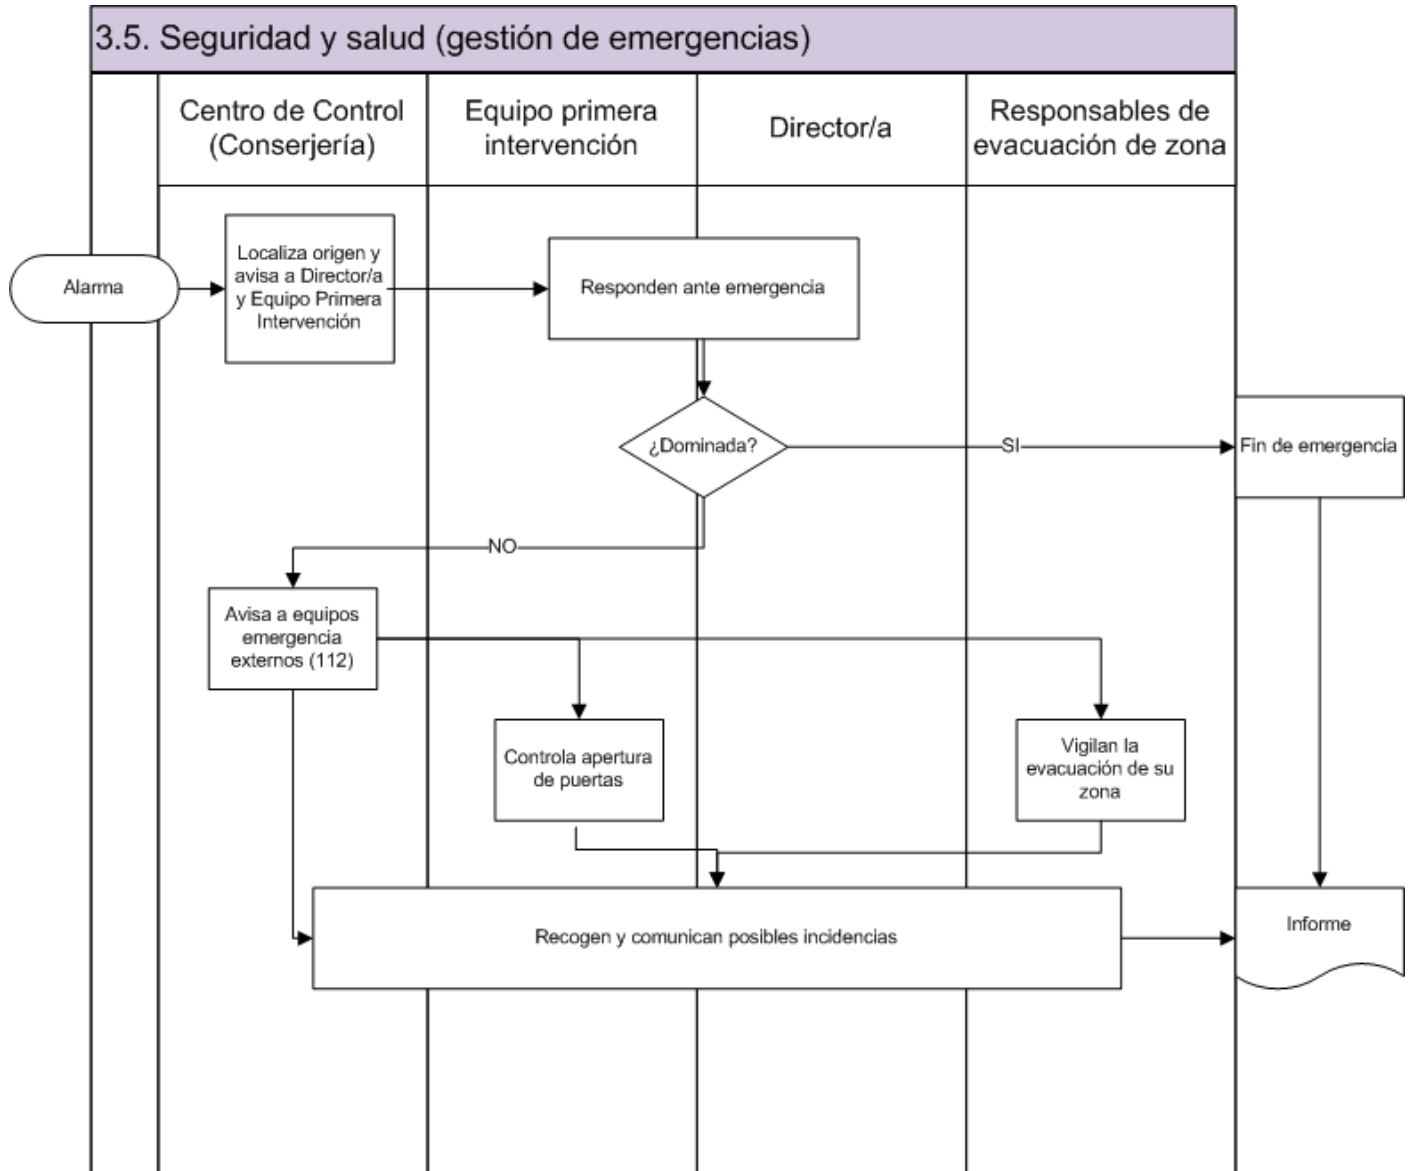 3.5. Seguridad y salud (gestión de emergencias)
Centro de Control
(Conserjería)
Equipo primera
intervención
Director/a
Responsables de
evacuación de zona
Alarma
Localiza origen y
avisa a Director/a
y Equipo Primera
Intervención
Responden ante emergencia
¿Dominada?
SI
Fin de emergencia
NO
Avisa a equipos
emergencia
externos (112)
Controla apertura
de puertas
Vigilan la
evacuación de su
zona
Recogen y comunican posibles incidencias
Informe